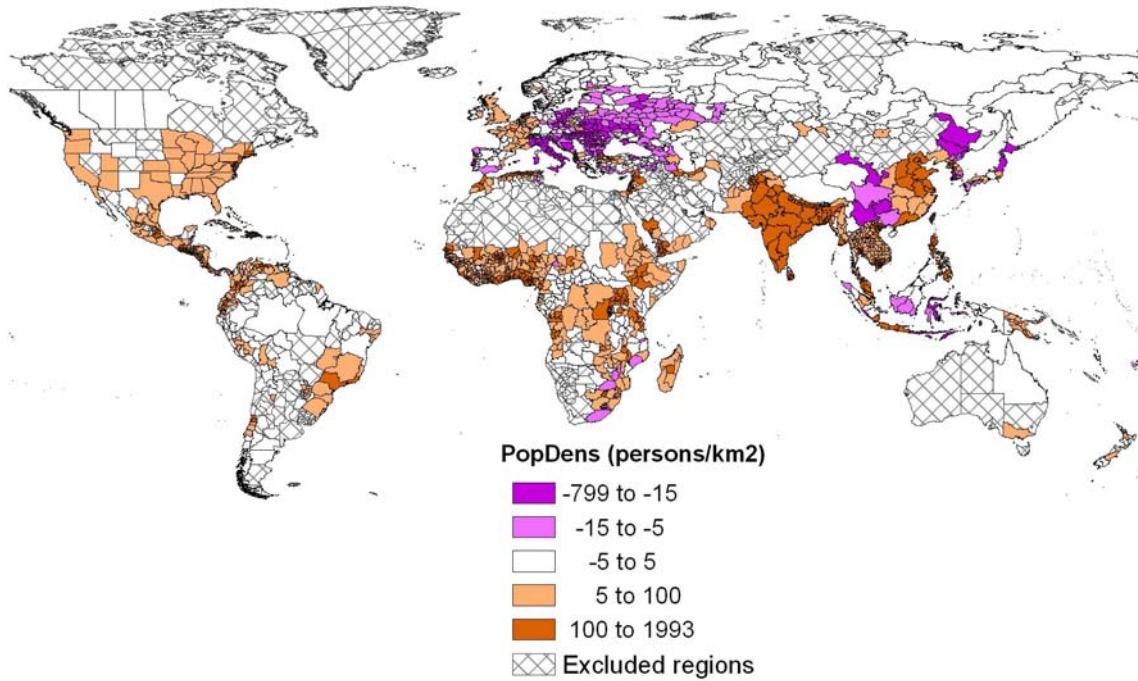 PopDens (persons/km2)
-799 to -15
-15 to -5
-5 to 5
5 to 100
100 to 1993
Excluded regions